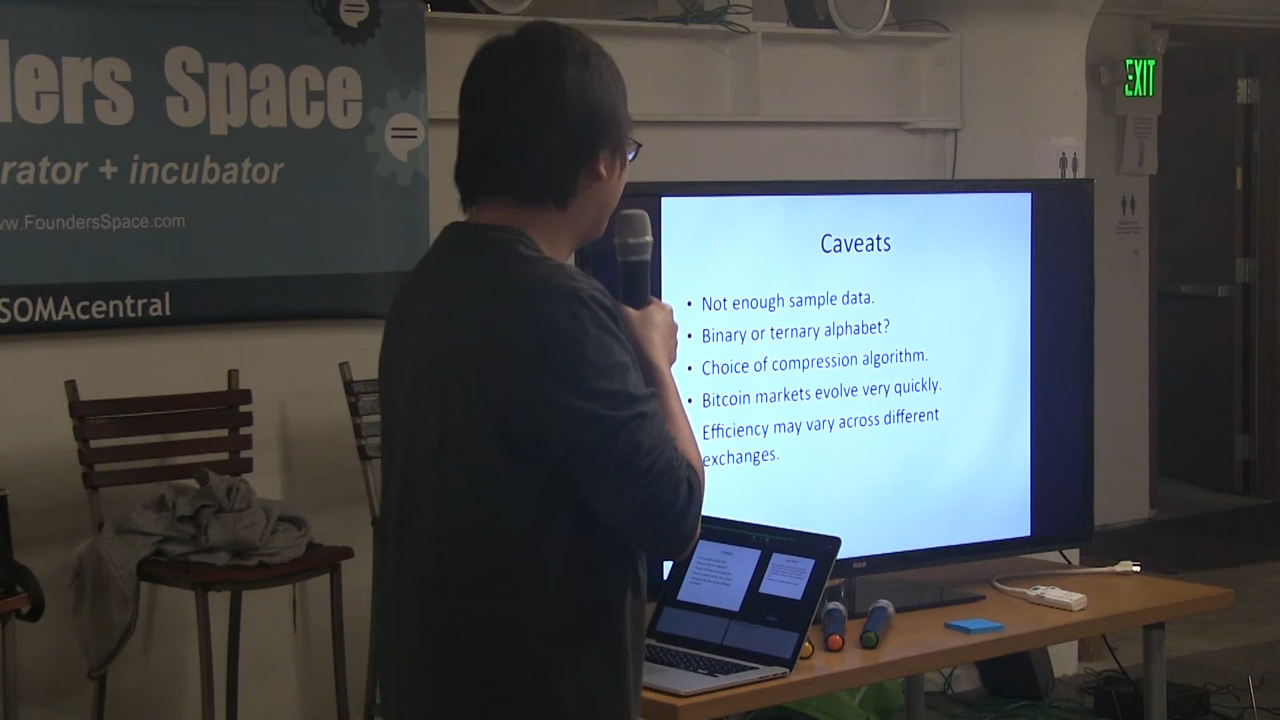 ders Space
rator + incubator
w.FoundersSpace.com
SOMAcentral
EXIT
Caveats
• Not enough sample data.
• Binary or ternary alphabet?
• Choice of compression algorithm.
• Bitcoin markets evolve very quickly.
Efficiency may vary across different
exchanges.